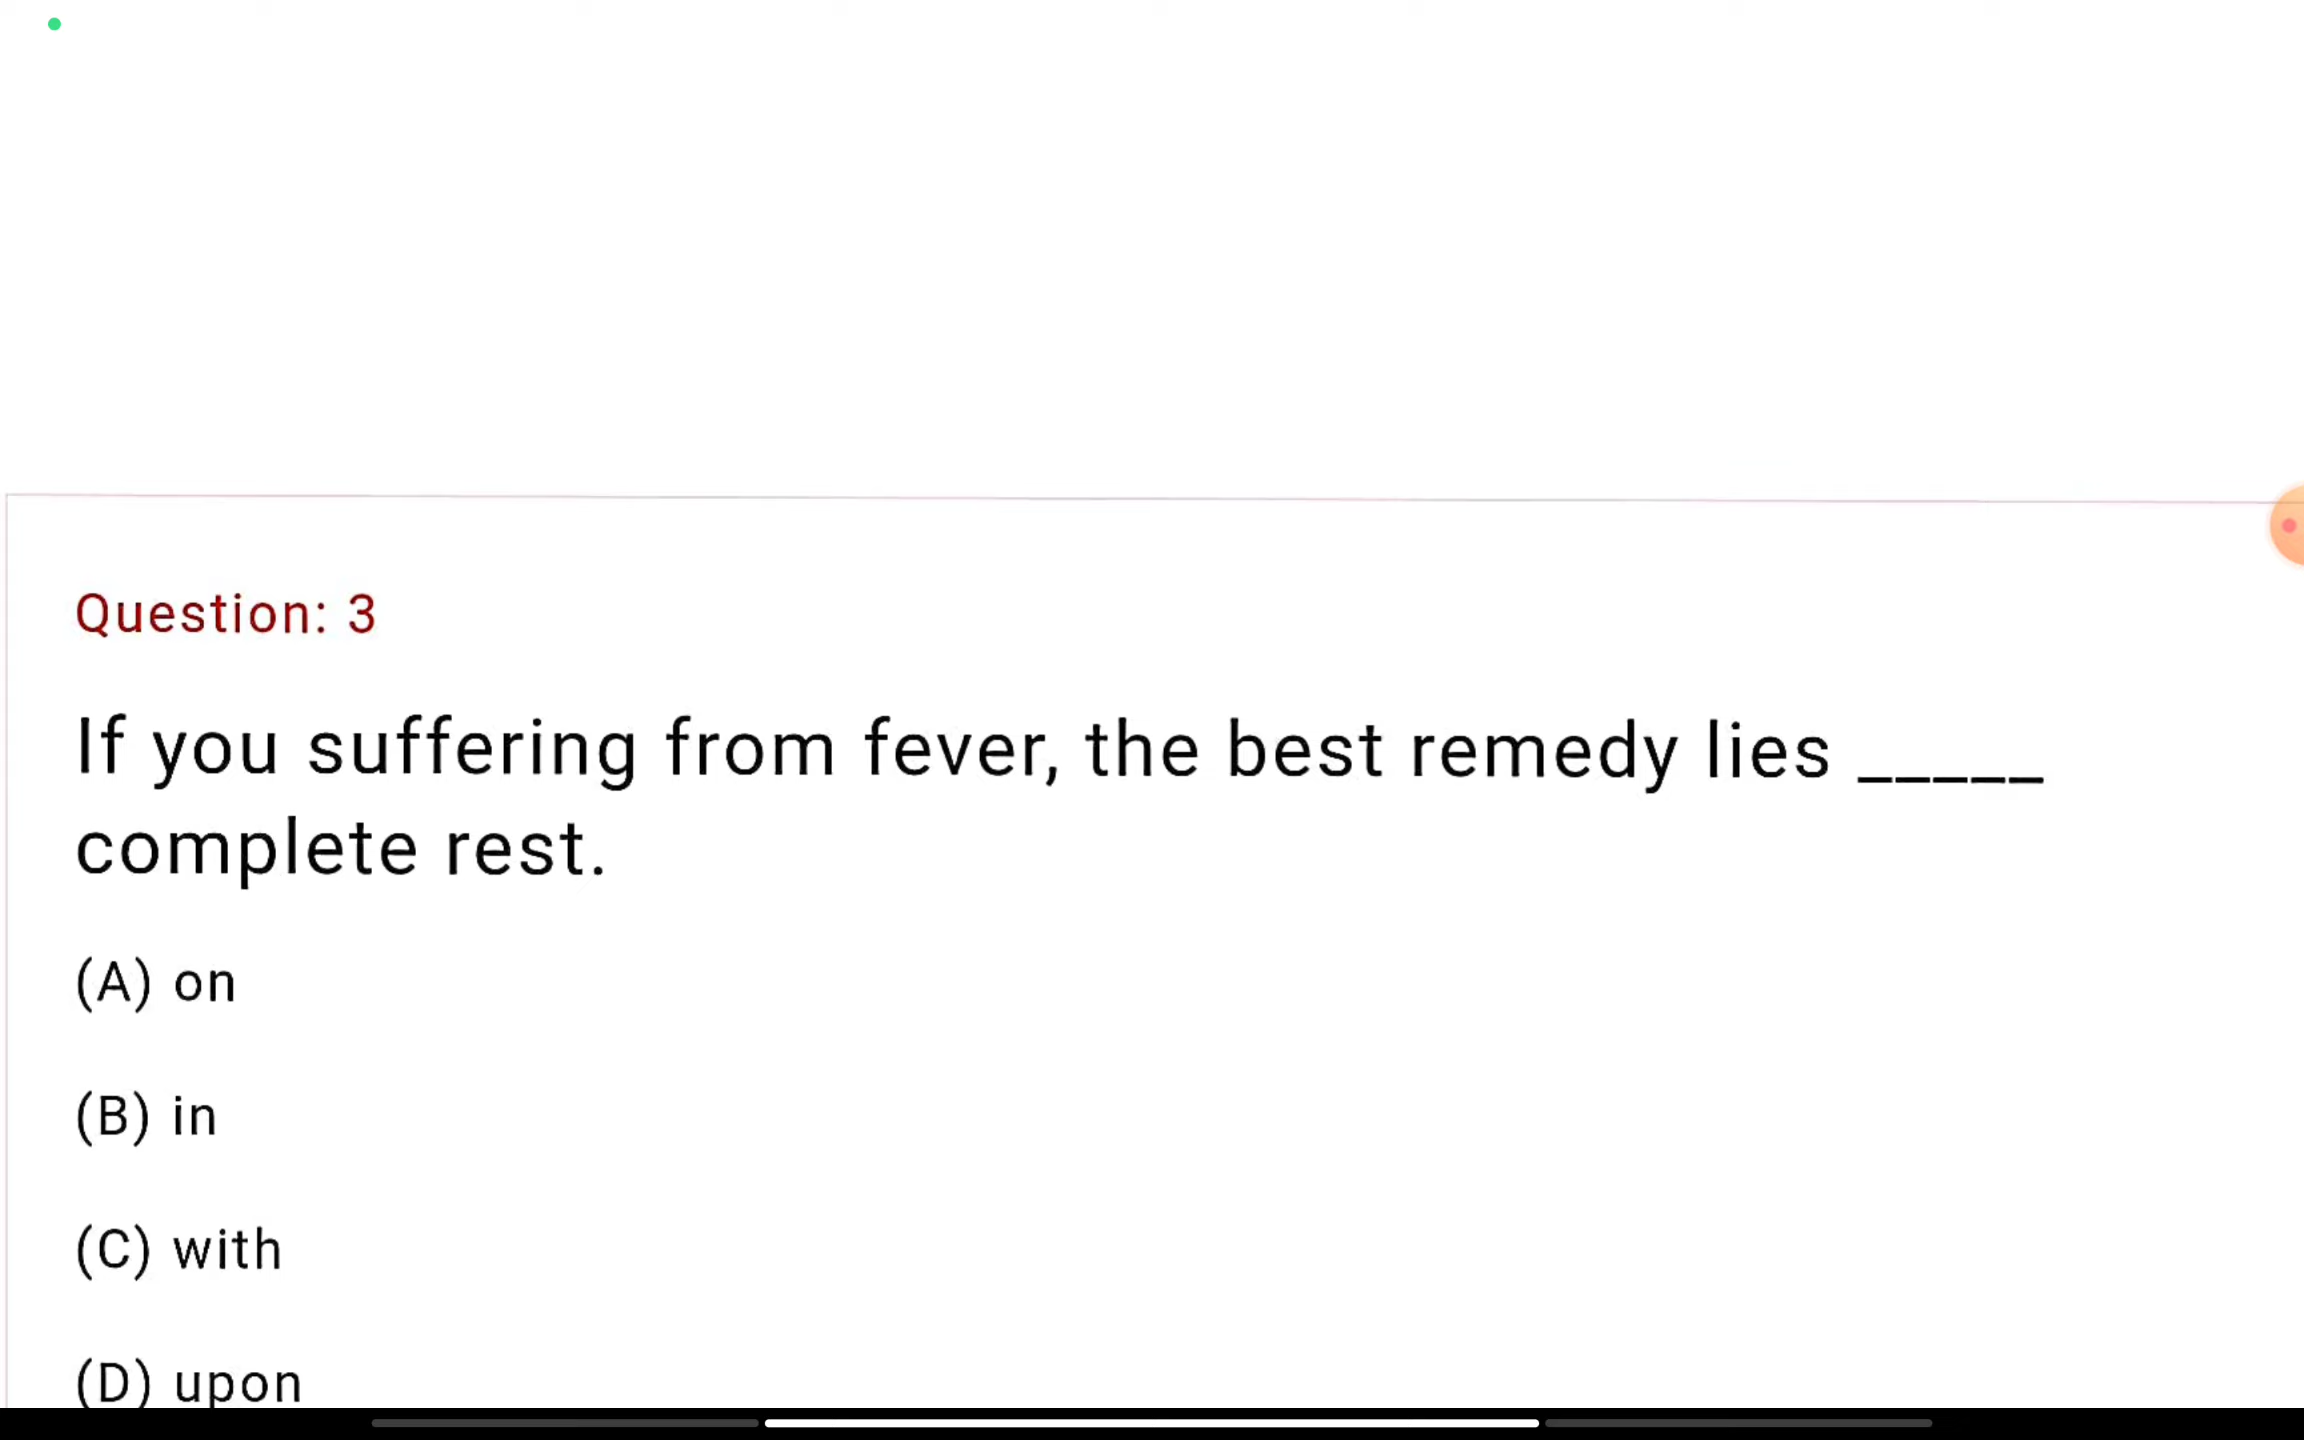 Question: 3
If you suffering from fever, the best remedy lies _____
complete rest.
(A) on
(B) in
(C) with
(D) upon